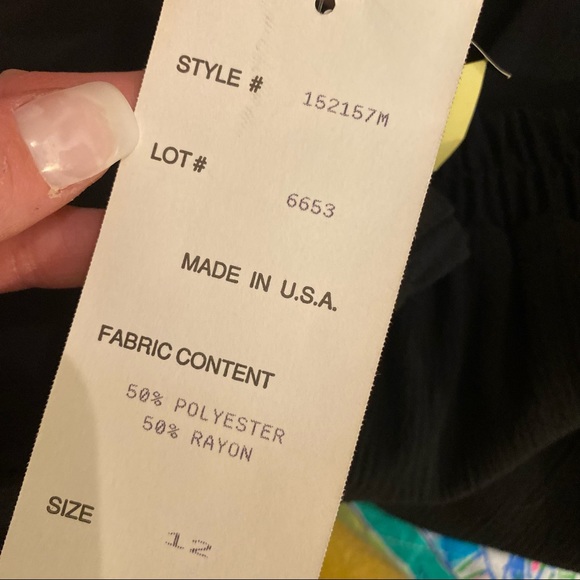 STYLE # 152157M
LOT# 6653
MADE IN U.S.A.
FABRIC CONTENT
50% POLYESTER
50% RAYON
SIZE 12